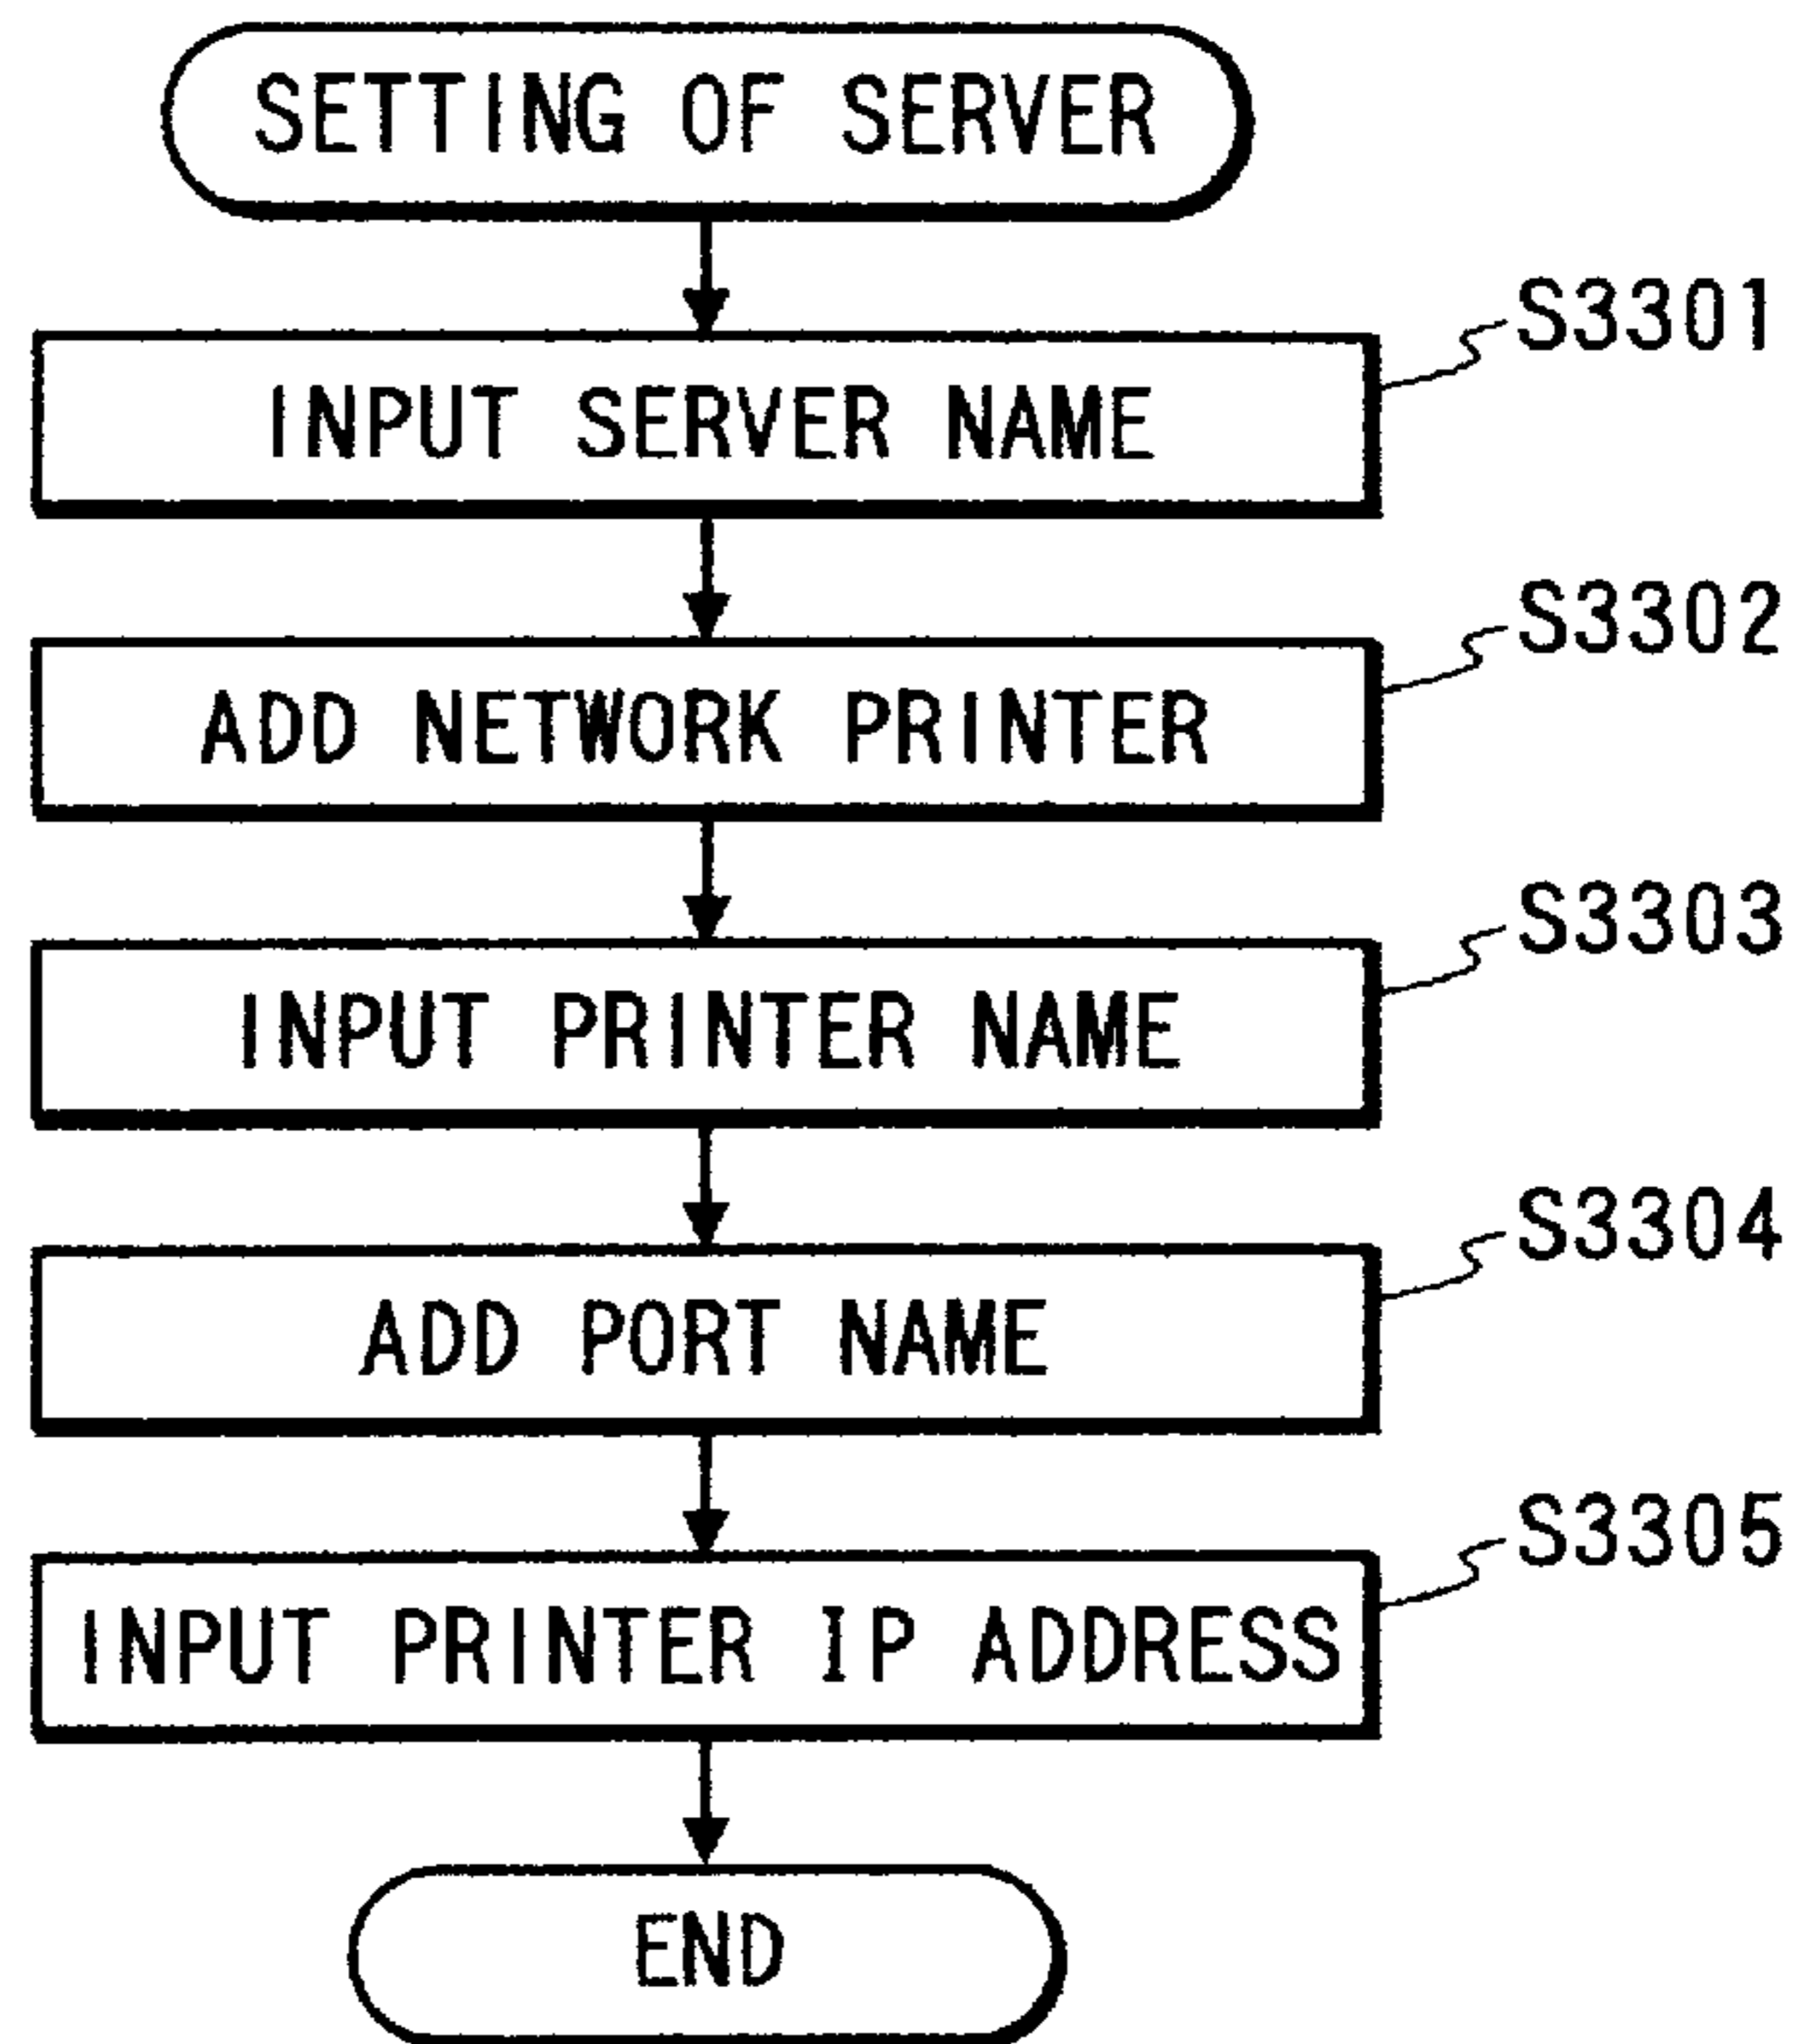 SETTING OF SERVER
S3301
INPUT SERVER NAME
S3302
ADD NETWORK PRINTER
S3303
INPUT PRINTER NAME
S3304
ADD PORT NAME
S3305
INPUT PRINTER IP ADDRESS
END